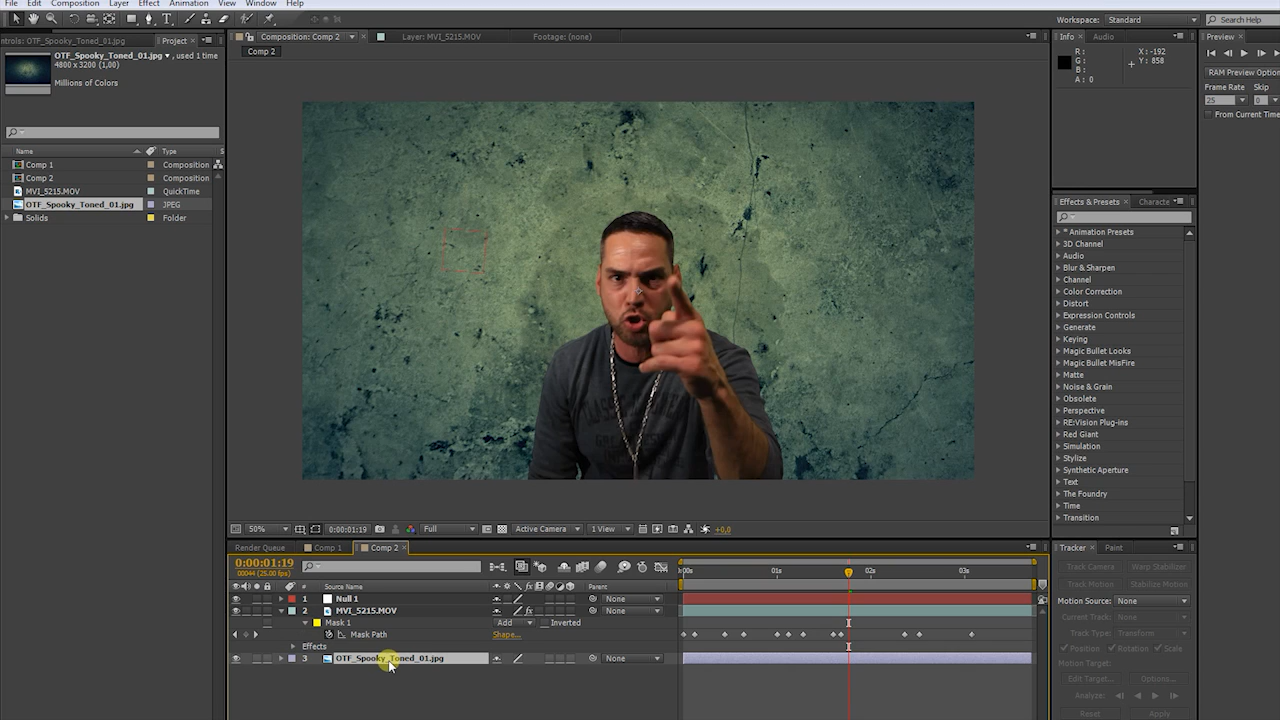 File Edit Composition Layer Effect Animation View Window Help
Workspace: Standard Search Help
ntrols: OTF_Spooky_Toned_01.jpg Project
Composition: Comp 2 Layer: MVI_5215.MOV Footage: (none)
Info Audio Preview
Comp 2
OTF_Spooky_Toned_01.jpg , used 1 time
4800 x 3200 (1,00)
Millions of Colors
R: X: -192
G: Y: 858
B:
A: 0
RAM Preview Option
Frame Rate Skip
25 0
From Current Time
Name Type
Comp 1 Composition
Comp 2 Composition
MVI_5215.MOV QuickTime
OTF_Spooky_Toned_01.jpg JPEG
Solids Folder
Effects & Presets Characte
* Animation Presets
3D Channel
Audio
Blur & Sharpen
Channel
Color Correction
Distort
Expression Controls
Generate
Keying
Magic Bullet Looks
Magic Bullet MisFire
Matte
Noise & Grain
Obsolete
Perspective
RE:Vision Plug-ins
Red Giant
Simulation
Stylize
Synthetic Aperture
Text
The Foundry
Time
Transition
50% 0:00:01:19 Full Active Camera 1 View +0,0
Render Queue Comp 1 Comp 2
0:00:01:19
00044 (25.00 fps)
:00s 01s 02s 03s
# Source Name Parent
1 Null 1 None
2 MVI_5215.MOV fx None
Mask 1 Add Inverted
Mask Path Shape...
Effects
3 OTF_Spooky_Toned_01.jpg None
Tracker Paint
Track Camera Warp Stabilizer
Track Motion Stabilize Motion
Motion Source: None
Current Track: None
Track Type: Transform
Position Rotation Scale
Motion Target:
Edit Target... Options...
Analyze:
Reset Apply